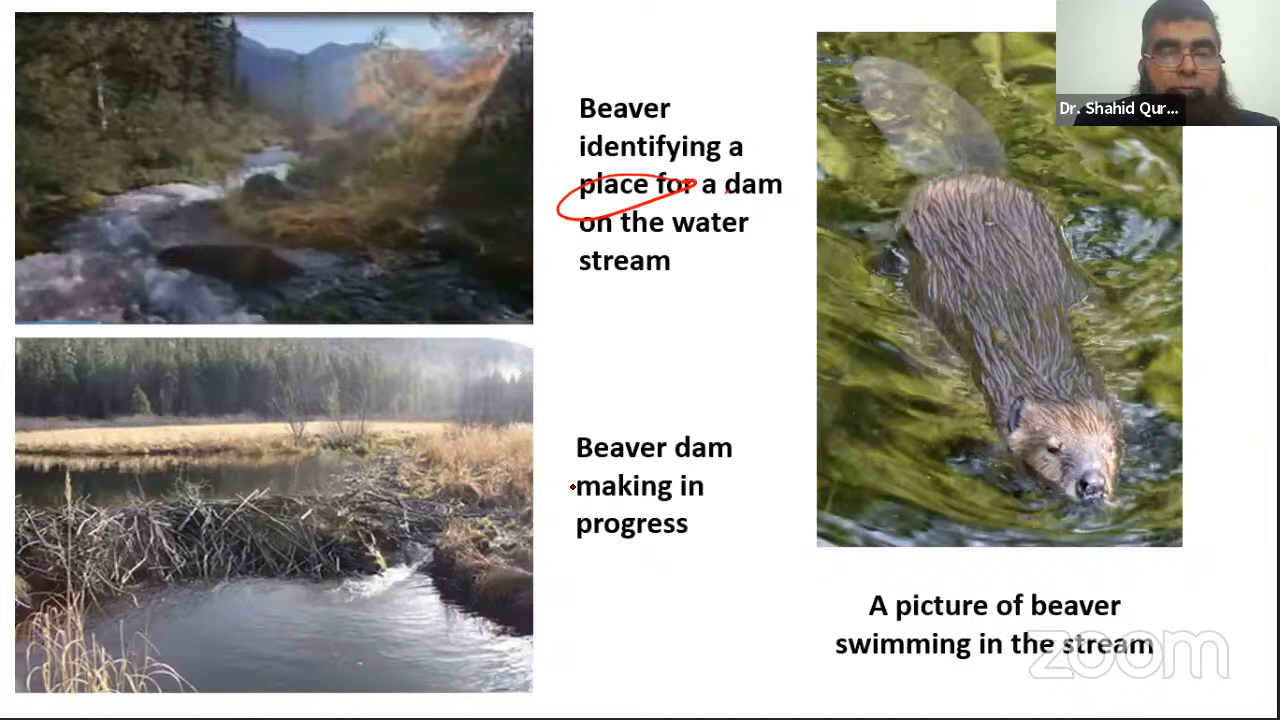 Beaver
identifying a
place for a dam
on the water
stream
Beaver dam
making in
progress
Dr. Shahid Qur...
A picture of beaver
swimming in the stream
zoom